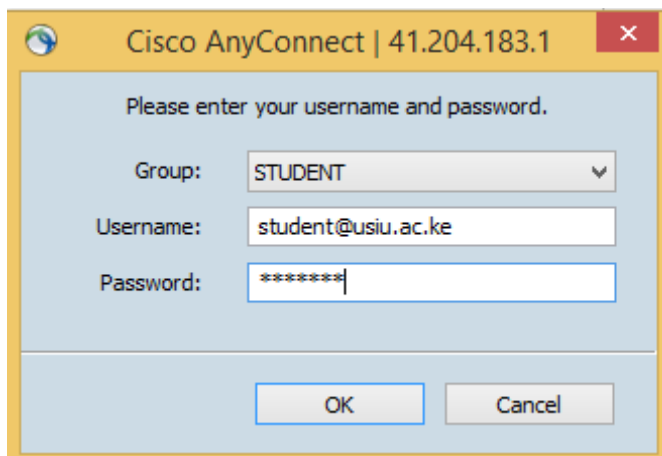 Cisco AnyConnect | 41.204.183.1
Please enter your username and password.
Group: STUDENT
Username: student@usiu.ac.ke
Password: *******
OK Cancel